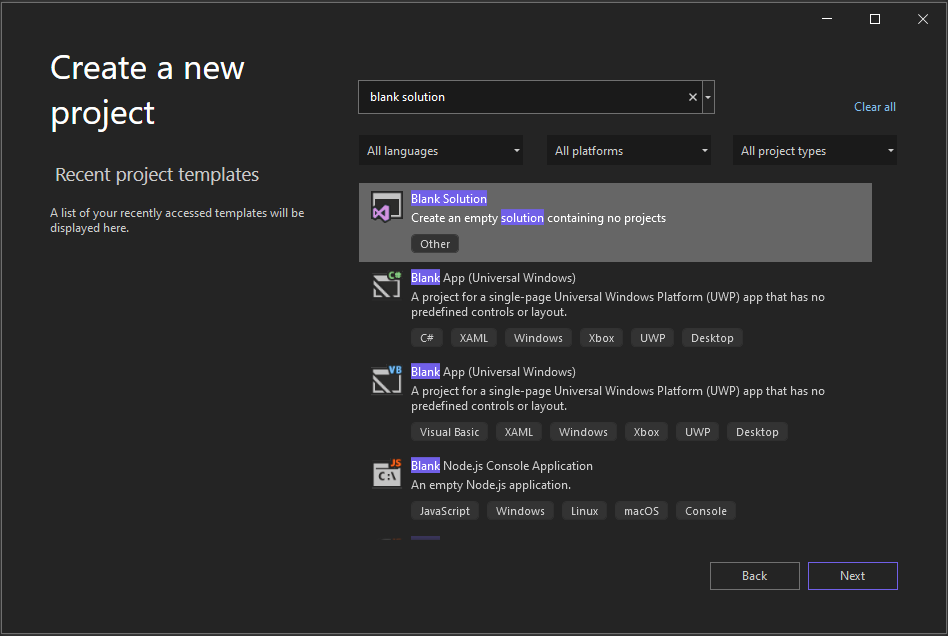 Create a new
project
Recent project templates
A list of your recently accessed templates will be
displayed here.
blank solution
Clear all
All languages
All platforms
All project types
Blank Solution
Create an empty solution containing no projects
Other
C#
Blank App (Universal Windows)
A project for a single-page Universal Windows Platform (UWP) app that has no
predefined controls or layout.
C# XAML Windows Xbox UWP Desktop
VB
Blank App (Universal Windows)
A project for a single-page Universal Windows Platform (UWP) app that has no
predefined controls or layout.
Visual Basic XAML Windows Xbox UWP Desktop
JS
C:\
Blank Node.js Console Application
An empty Node.js application.
JavaScript Windows Linux macOS Console
Back
Next